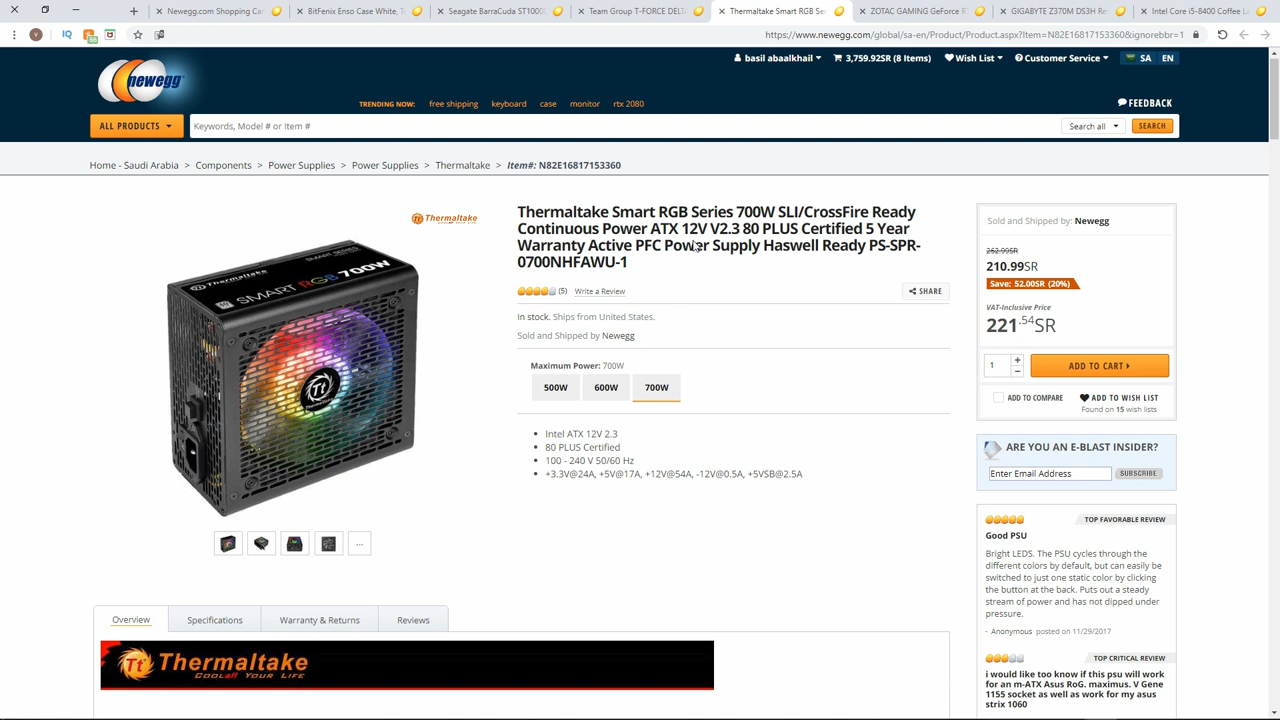 Newegg.com Shopping Ca
BitFenix Enso Case White, T
Seagate BarraCuda ST1000
Team Group T-FORCE DELT
Thermaltake Smart RGB Ser
ZOTAC GAMING GeForce R
GIGABYTE Z370M DS3H Re
Intel Core i5-8400 Coffee L
https://www.newegg.com/global/sa-en/Product/Product.aspx?Item=N82E16817153360&ignorebbr=1
newegg
basil abaalkhail
3,759.92SR (8 Items)
Wish List
Customer Service
SA
EN
TRENDING NOW: free shipping keyboard case monitor rtx 2080
FEEDBACK
ALL PRODUCTS
Keywords, Model # or Item #
Search all
SEARCH
Home - Saudi Arabia > Components > Power Supplies > Power Supplies > Thermaltake > Item#: N82E16817153360
Thermaltake
Thermaltake
SMART SERIES
SMART RGB 700W
Tt
thermaltake
Thermaltake Smart RGB Series 700W SLI/CrossFire Ready
Continuous Power ATX 12V V2.3 80 PLUS Certified 5 Year
Warranty Active PFC Power Supply Haswell Ready PS-SPR-
0700NHFAWU-1
(5) Write a Review
SHARE
In stock. Ships from United States.
Sold and Shipped by Newegg
Maximum Power: 700W
500W
600W
700W
• Intel ATX 12V 2.3
• 80 PLUS Certified
• 100 - 240 V 50/60 Hz
• +3.3V@24A, +5V@17A, +12V@54A, -12V@0.5A, +5VSB@2.5A
Sold and Shipped by: Newegg
262.99SR
210.99SR
Save: 52.00SR (20%)
VAT-Inclusive Price
221.54SR
1
+
−
ADD TO CART
ADD TO COMPARE
ADD TO WISH LIST
Found on 15 wish lists
ARE YOU AN E-BLAST INSIDER?
Enter Email Address
SUBSCRIBE
TOP FAVORABLE REVIEW
Good PSU
Bright LEDS. The PSU cycles through the
different colors by default, but can easily be
switched to just one static color by clicking
the button at the back. Puts out a steady
stream of power and has not dipped under
pressure.
- Anonymous posted on 11/29/2017
TOP CRITICAL REVIEW
i would like too know if this psu will work
for an m-ATX Asus RoG. maximus. V Gene
1155 socket as well as work for my asus
strix 1060
...
Overview
Specifications
Warranty & Returns
Reviews
Tt Thermaltake
COOL all YOUR LIFE